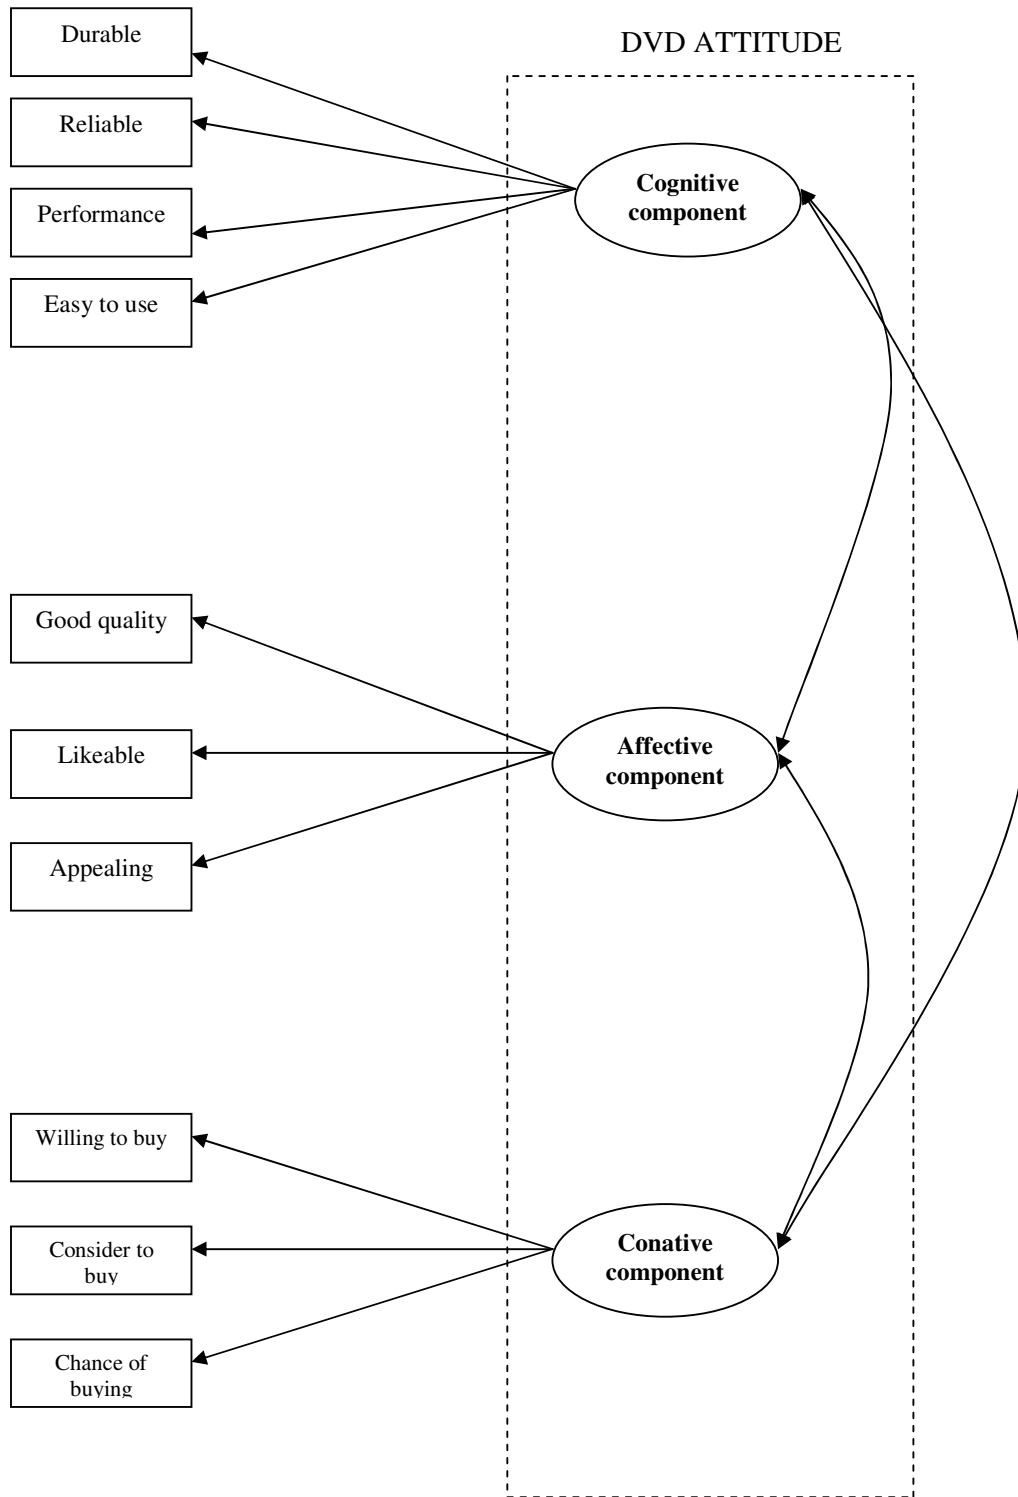 Durable
DVD ATTITUDE
Reliable
Cognitive
component
Performance
Easy to use
Good quality
Likeable
Affective
component
Appealing
Willing to buy
Consider to
buy
Conative
component
Chance of
buying